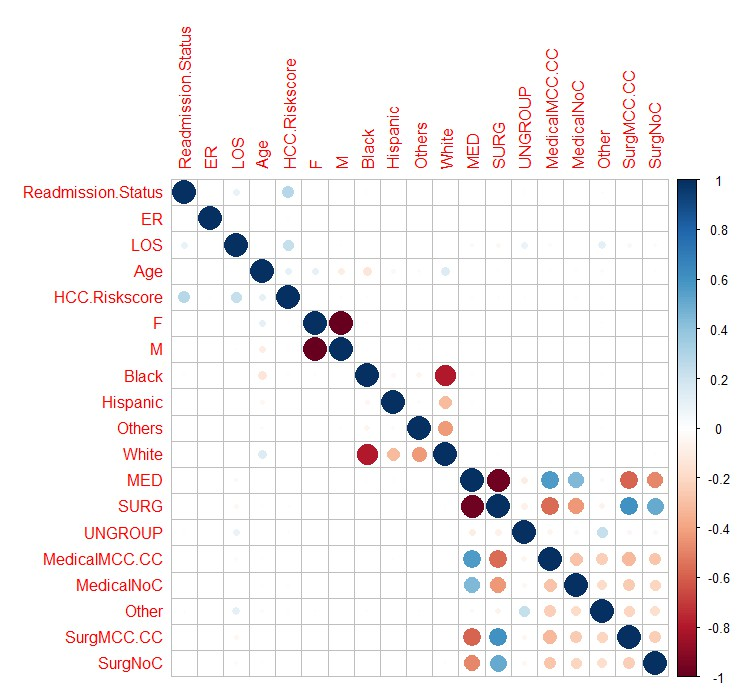 Readmission.Status
ER
LOS
Age
HCC.Riskscore
F
M
Black
Hispanic
Others
White
MED
SURG
UNGROUP
MedicalMCC.CC
MedicalNoC
Other
SurgMCC.CC
SurgNoC
Readmission.Status
ER
LOS
Age
HCC.Riskscore
F
M
Black
Hispanic
Others
White
MED
SURG
UNGROUP
MedicalMCC.CC
MedicalNoC
Other
SurgMCC.CC
SurgNoC
1
0.8
0.6
0.4
0.2
0
-0.2
-0.4
-0.6
-0.8
-1